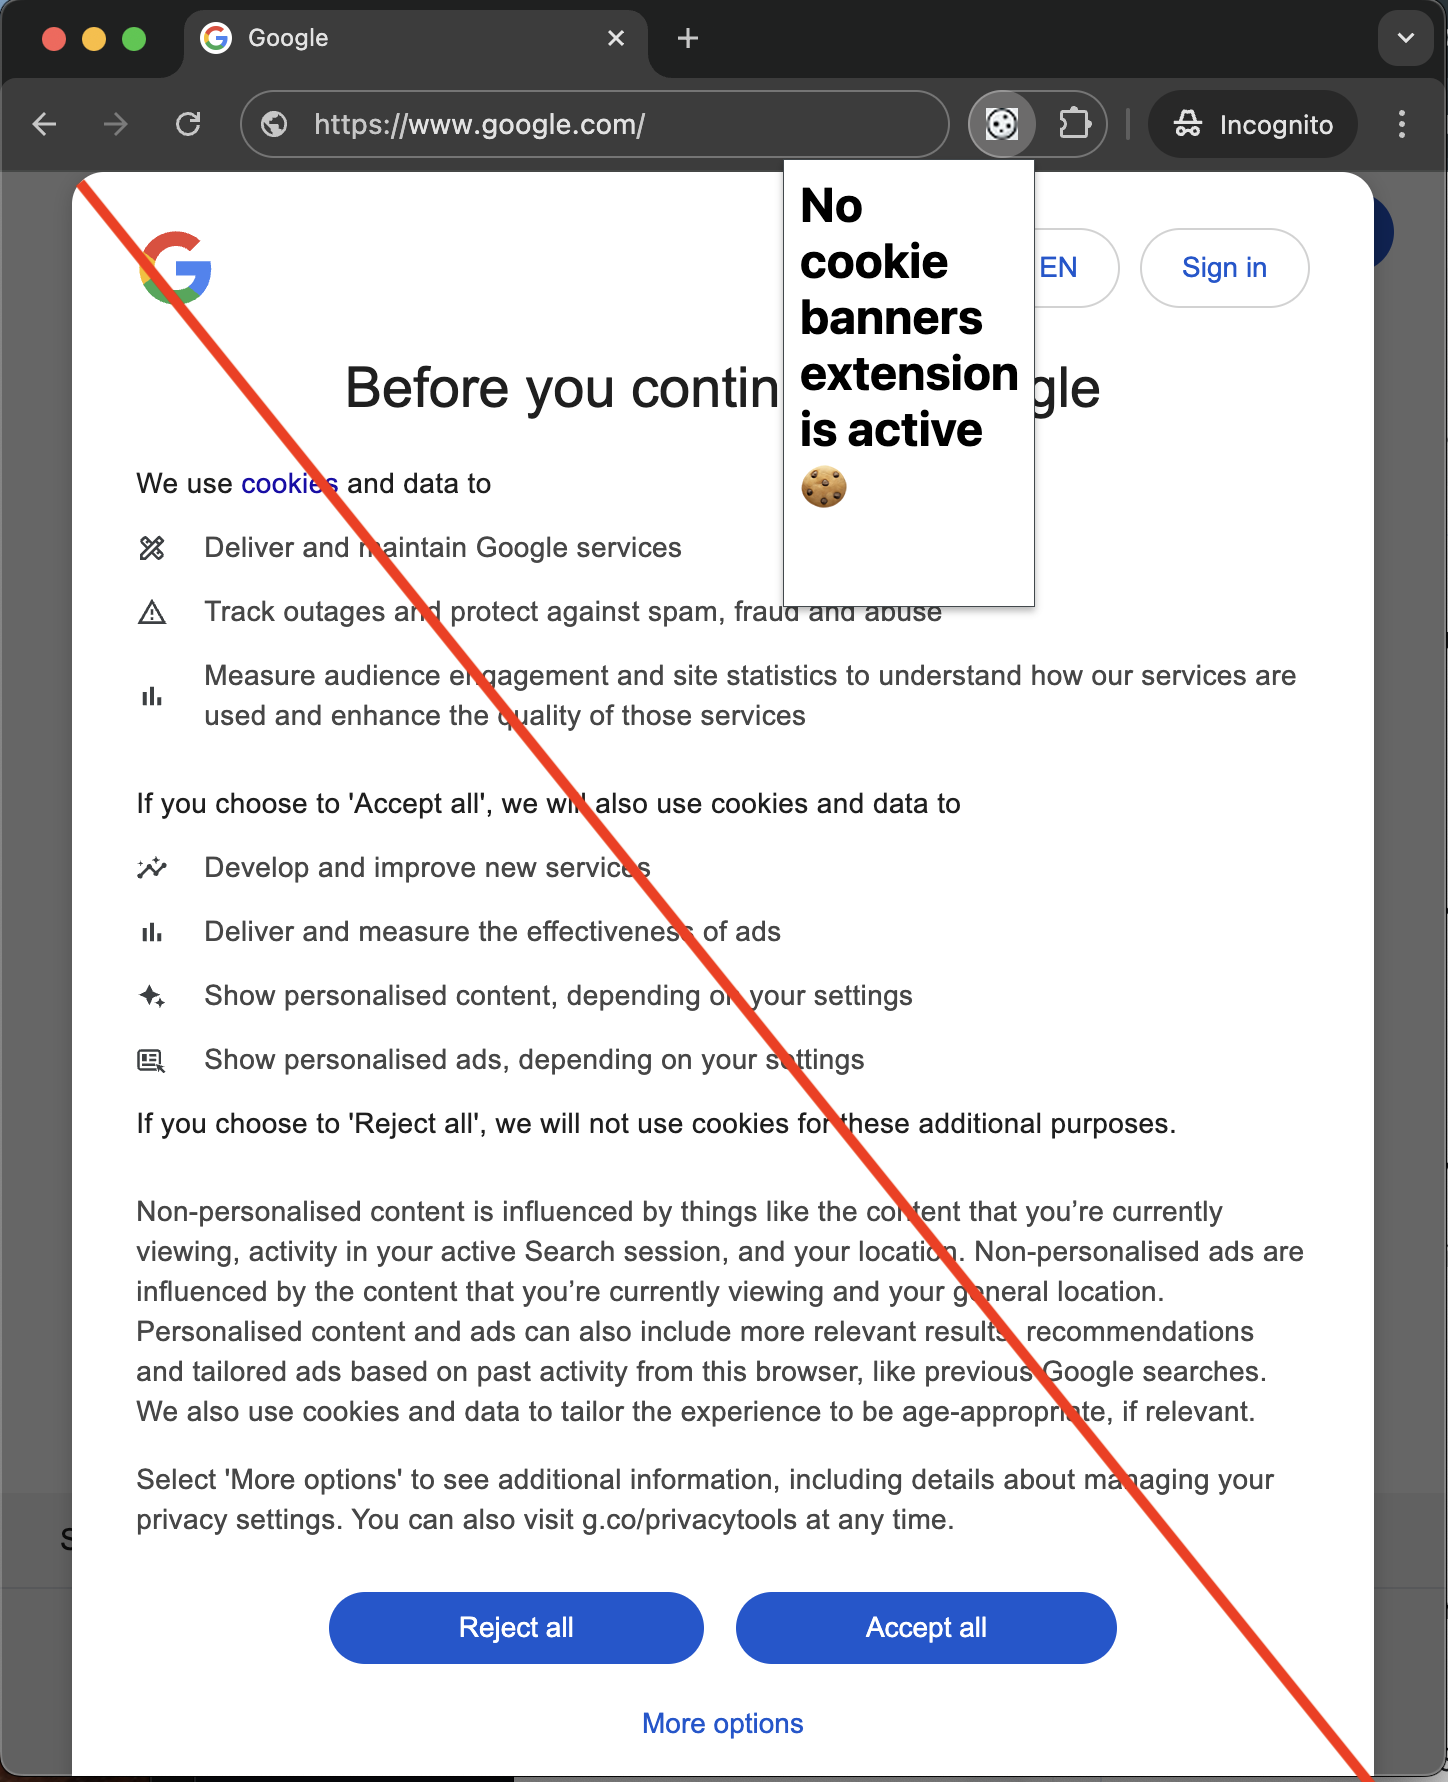 Google
https://www.google.com/
Incognito
No
cookie
banners
extension
is active
EN
Sign in
Before you contin gle
We use cookies and data to
Deliver and maintain Google services
Track outages and protect against spam, fraud and abuse
Measure audience engagement and site statistics to understand how our services are
used and enhance the quality of those services
If you choose to 'Accept all', we will also use cookies and data to
Develop and improve new services
Deliver and measure the effectiveness of ads
Show personalised content, depending on your settings
Show personalised ads, depending on your settings
If you choose to 'Reject all', we will not use cookies for these additional purposes.
Non-personalised content is influenced by things like the content that you’re currently
viewing, activity in your active Search session, and your location. Non-personalised ads are
influenced by the content that you’re currently viewing and your general location.
Personalised content and ads can also include more relevant results, recommendations
and tailored ads based on past activity from this browser, like previous Google searches.
We also use cookies and data to tailor the experience to be age-appropriate, if relevant.
Select 'More options' to see additional information, including details about managing your
privacy settings. You can also visit g.co/privacytools at any time.
Reject all
Accept all
More options